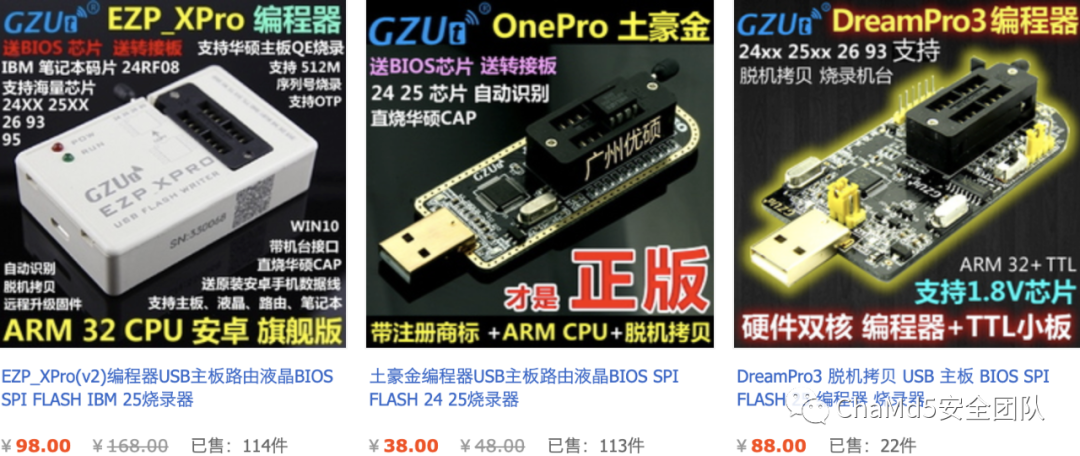 GZUt® EZP_XPro 编程器
送BIOS 芯片 送转接板
支持华硕主板QE烧录
IBM 笔记本码片 24RF08
支持 512M
支持海量芯片
序列号烧录
24XX 25XX
支持OTP
26 93
95
POW
RUN
GZUt
EZP XPRO
USB FLASH WRITER
SN:330068
WIN10
带机台接口
自动识别
直烧华硕CAP
脱机拷贝
送原装安卓手机数据线
远程升级固件
支持主板、液晶、路由、笔记本
ARM 32 CPU 安卓 旗舰版
EZP_XPro(v2)编程器USB主板路由液晶BIOS
SPI FLASH IBM 25烧录器
¥ 98.00 ¥ 168.00 已售：114件
GZUt® OnePro 土豪金
送BIOS芯片 送转接板
24 25 芯片 自动识别
直烧华硕CAP
广州优硕
GZUt
才是 正版
带注册商标 +ARM CPU+脱机拷贝
土豪金编程器USB主板路由液晶BIOS SPI
FLASH 24 25烧录器
¥ 38.00 ¥ 48.00 已售：113件
GZUt® DreamPro3编程器
24xx 25xx 26 93 支持
脱机拷贝 烧录机台
GZUt
ARM 32+ TTL
支持1.8V芯片
硬件双核 编程器+TTL小板
DreamPro3 脱机拷贝 USB 主板 BIOS SPI
FLASH 25 编程器 烧录器
ChaMd5安全团队
¥ 88.00 已售：22件